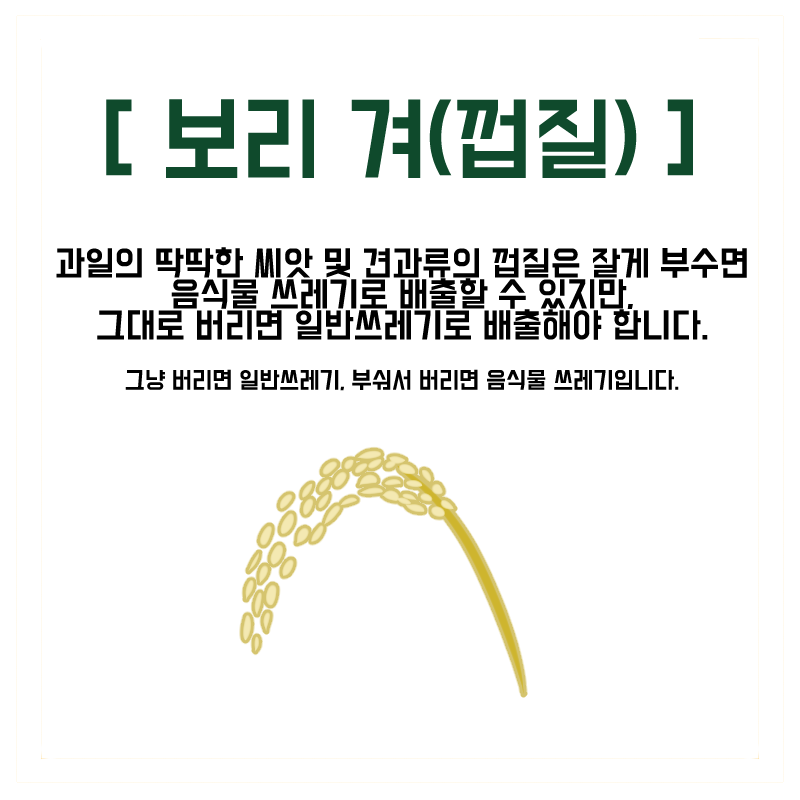 [ 보리 겨(껍질) ]
과일의 딱딱한 씨앗 및 견과류의 껍질은 잘게 부수면
음식물 쓰레기로 배출할 수 있지만,
그대로 버리면 일반쓰레기로 배출해야 합니다.
그냥 버리면 일반쓰레기, 부숴서 버리면 음식물 쓰레기입니다.